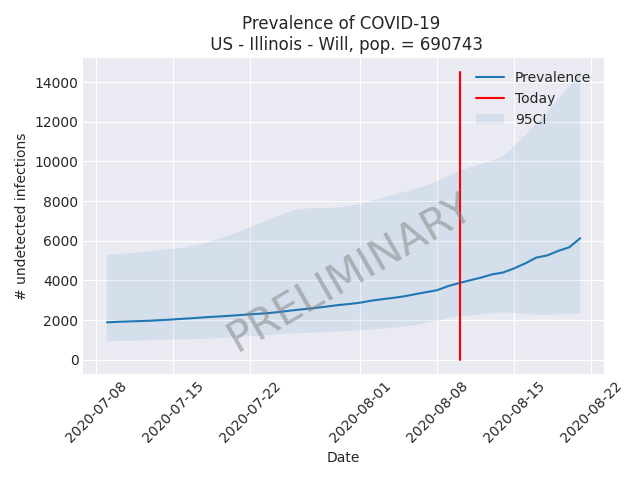 Prevalence of COVID-19
US - Illinois - Will, pop. = 690743
# undetected infections
14000
12000
10000
8000
6000
4000
2000
0
Prevalence
Today
95CI
PRELIMINARY
2020-07-08
2020-07-15
2020-07-22
2020-08-01
2020-08-08
2020-08-15
2020-08-22
Date